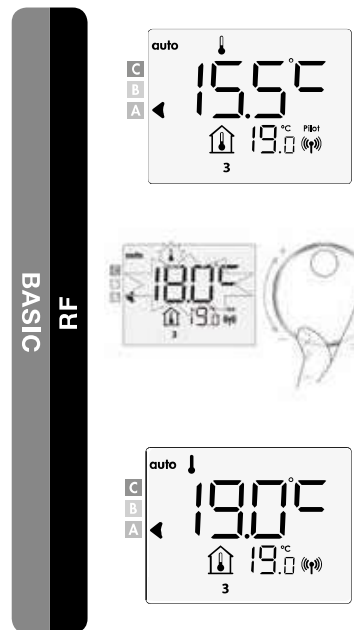 BASIC
RF
auto
C
15.5°C
B
A
19.0 °C Pilot
3
auto
18.0°C
19.0
3
auto
C
19.0°C
B
A
19.0 °C
3